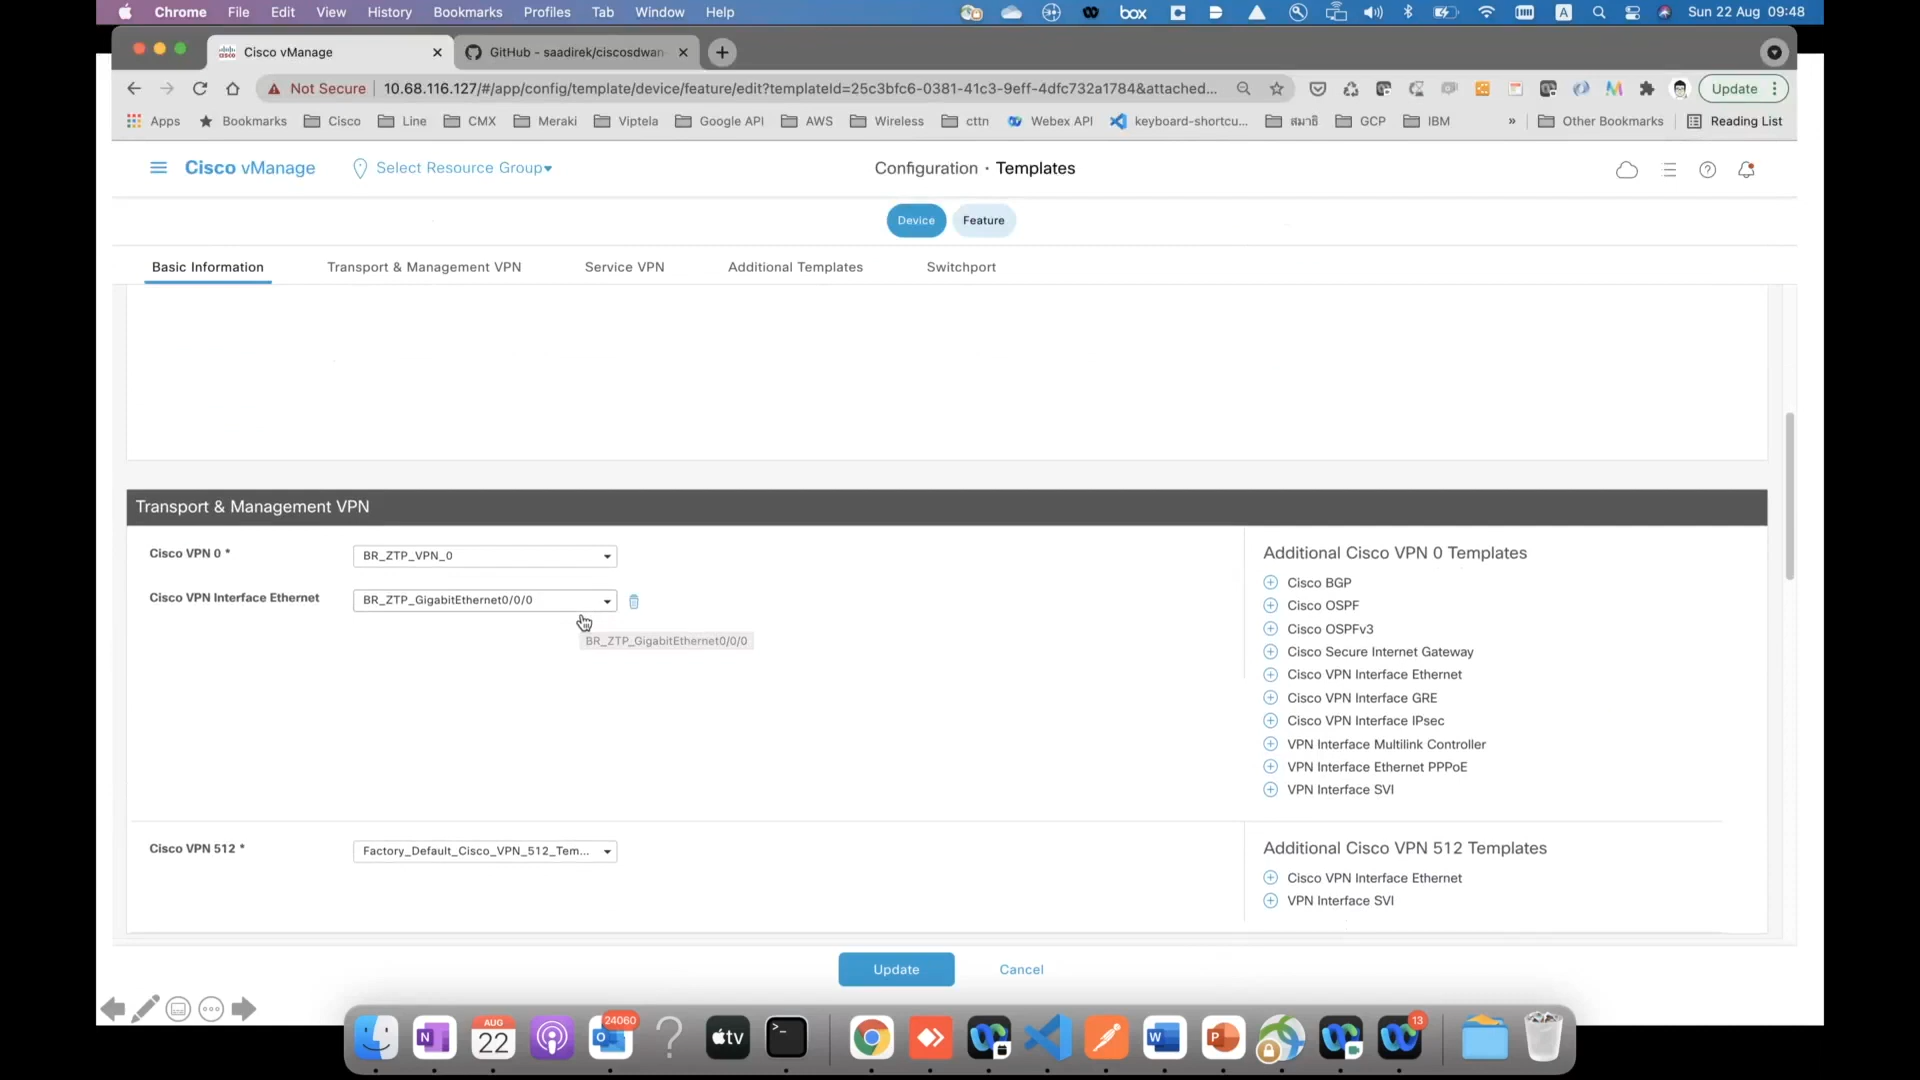 Chrome File Edit View History Bookmarks Profiles Tab Window Help box A Sun 22 Aug 09:48
Cisco vManage GitHub - saadirek/ciscosdwan
Not Secure 10.68.116.127/#/app/config/template/device/feature/edit?templateId=25c3bfc6-0381-41c3-9eff-4dfc732a1784&attached... Update
Apps Bookmarks Cisco Line CMX Meraki Viptela Google API AWS Wireless cttn Webex API keyboard-shortcu... สมาธิ GCP IBM » Other Bookmarks Reading List
Cisco vManage Select Resource Group Configuration · Templates
Device Feature
Basic Information Transport & Management VPN Service VPN Additional Templates Switchport
Transport & Management VPN
Cisco VPN 0 * BR_ZTP_VPN_0
Cisco VPN Interface Ethernet BR_ZTP_GigabitEthernet0/0/0
BR_ZTP_GigabitEthernet0/0/0
Additional Cisco VPN 0 Templates
Cisco BGP
Cisco OSPF
Cisco OSPFv3
Cisco Secure Internet Gateway
Cisco VPN Interface Ethernet
Cisco VPN Interface GRE
Cisco VPN Interface IPsec
VPN Interface Multilink Controller
VPN Interface Ethernet PPPoE
VPN Interface SVI
Cisco VPN 512 * Factory_Default_Cisco_VPN_512_Tem...
Additional Cisco VPN 512 Templates
Cisco VPN Interface Ethernet
VPN Interface SVI
Update Cancel
AUG
22
24060
tv
13